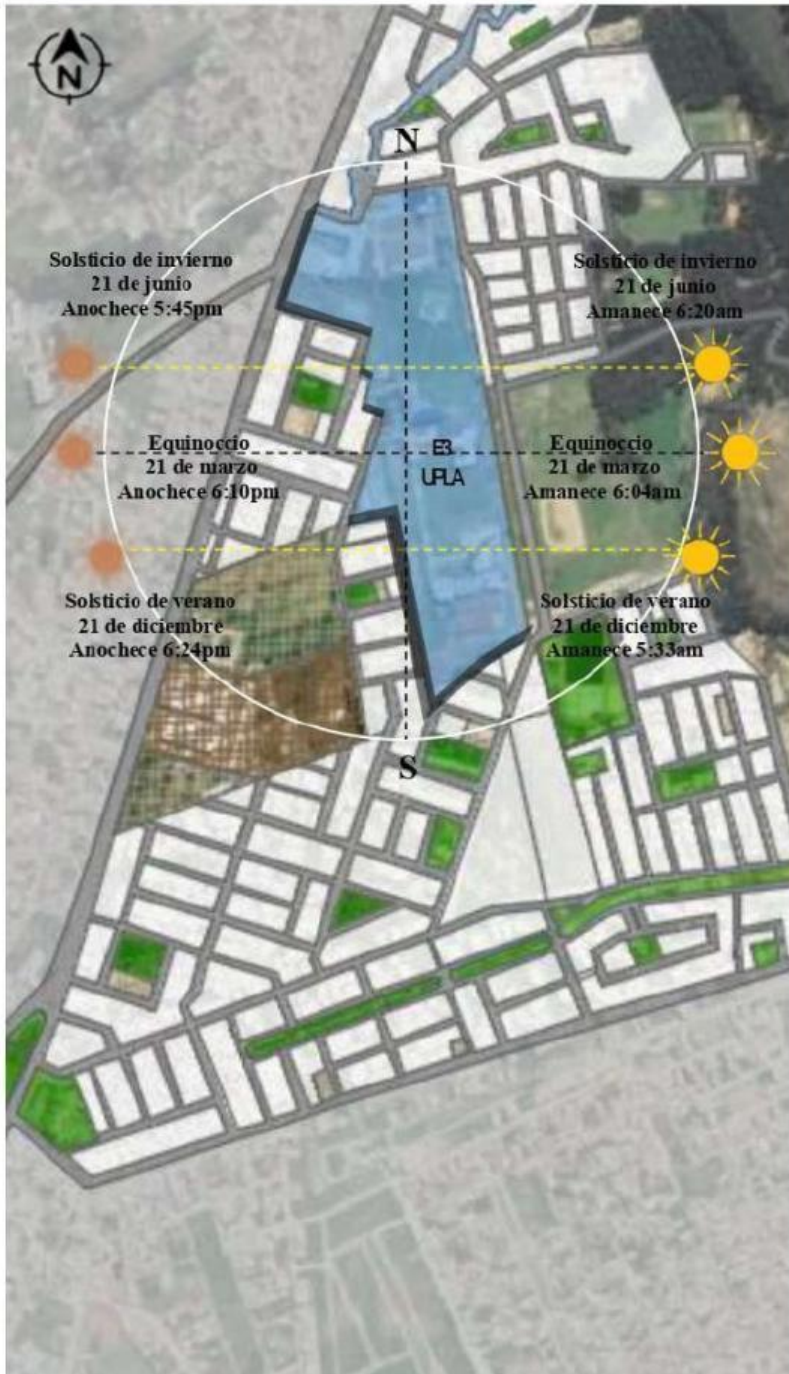 N
N
Solsticio de invierno
21 de junio
Anochece 5:45pm
Solsticio de invierno
21 de junio
Amanece 6:20am
Equinoccio
21 de marzo
Anochece 6:10pm
E3
UPLA
Equinoccio
21 de marzo
Amanece 6:04am
Solsticio de verano
21 de diciembre
Anochece 6:24pm
Solsticio de verano
21 de diciembre
Amanece 5:33am
S